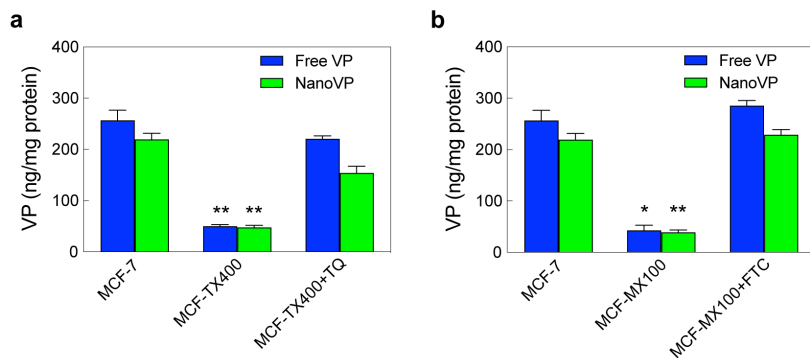 a
VP (ng/mg protein)
400
300
200
100
0
Free VP
NanoVP
** **
MCF-7
MCF-TX400
MCF-TX400+TQ
b
VP (ng/mg protein)
400
300
200
100
0
Free VP
NanoVP
* **
MCF-7
MCF-MX100
MCF-MX100+FTC